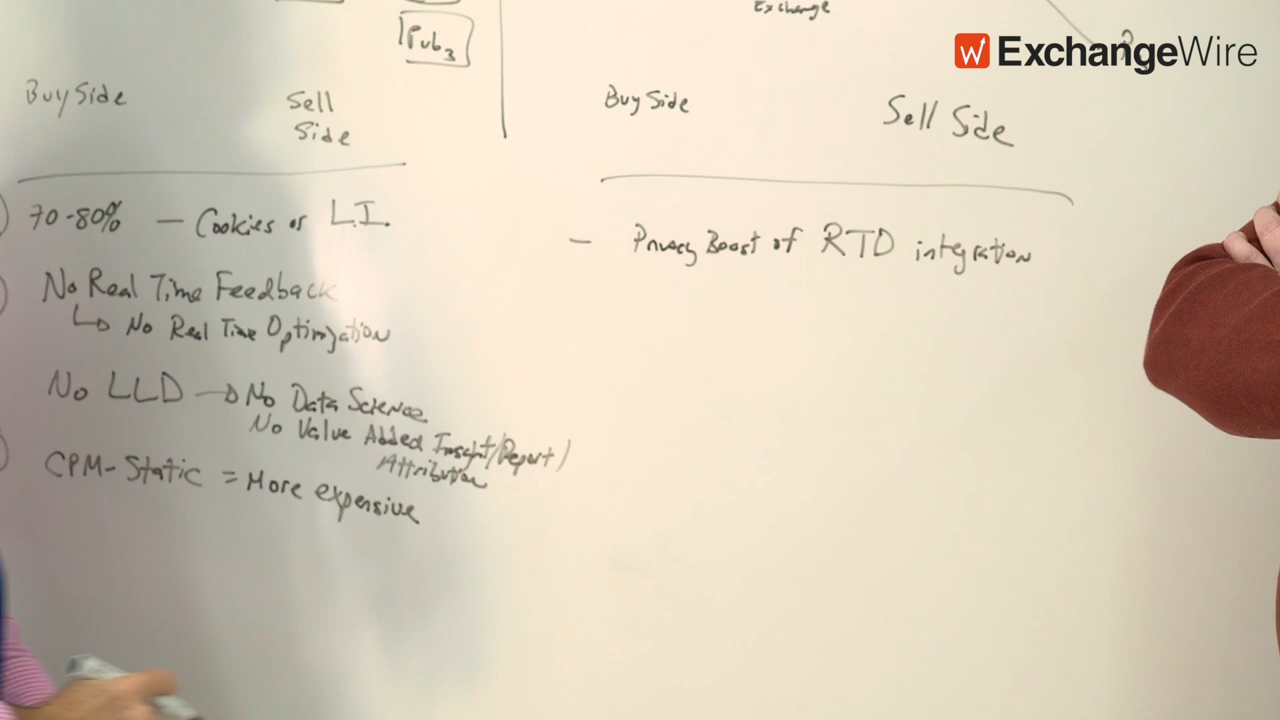 Exchange
Pub3
ExchangeWire
Buy Side
Sell
Side
Buy Side
Sell Side
70-80% — Cookies or L.I.
No Real Time Feedback
↳ No Real Time Optimization
No LLD → No Data Science
No Value Added Insight/Report/
Attribution
CPM-Static = More expensive
— Privacy Boost of RTD integration